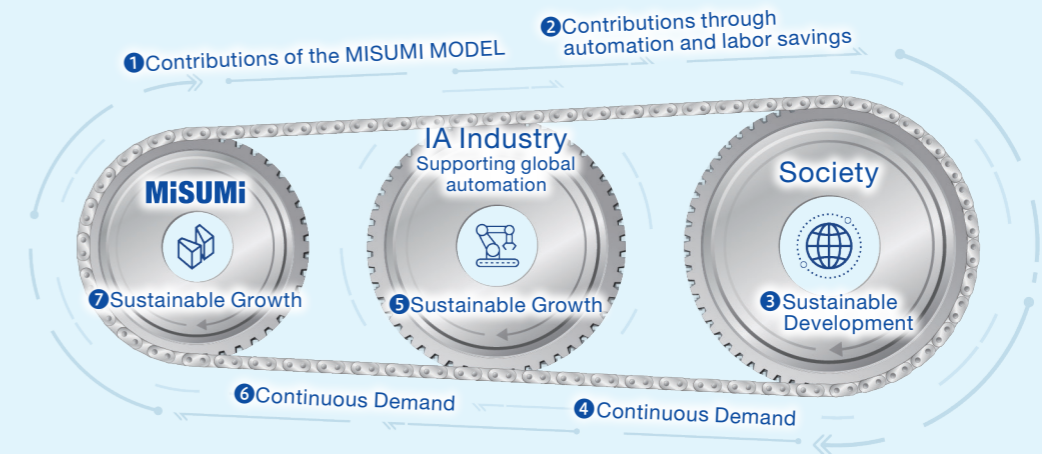 ❶Contributions of the MISUMI MODEL
❷Contributions through
automation and labor savings
MiSUMi
IA Industry
Supporting global
automation
Society
❼Sustainable Growth
❺Sustainable Growth
❸Sustainable
Development
❻Continuous Demand
❹Continuous Demand